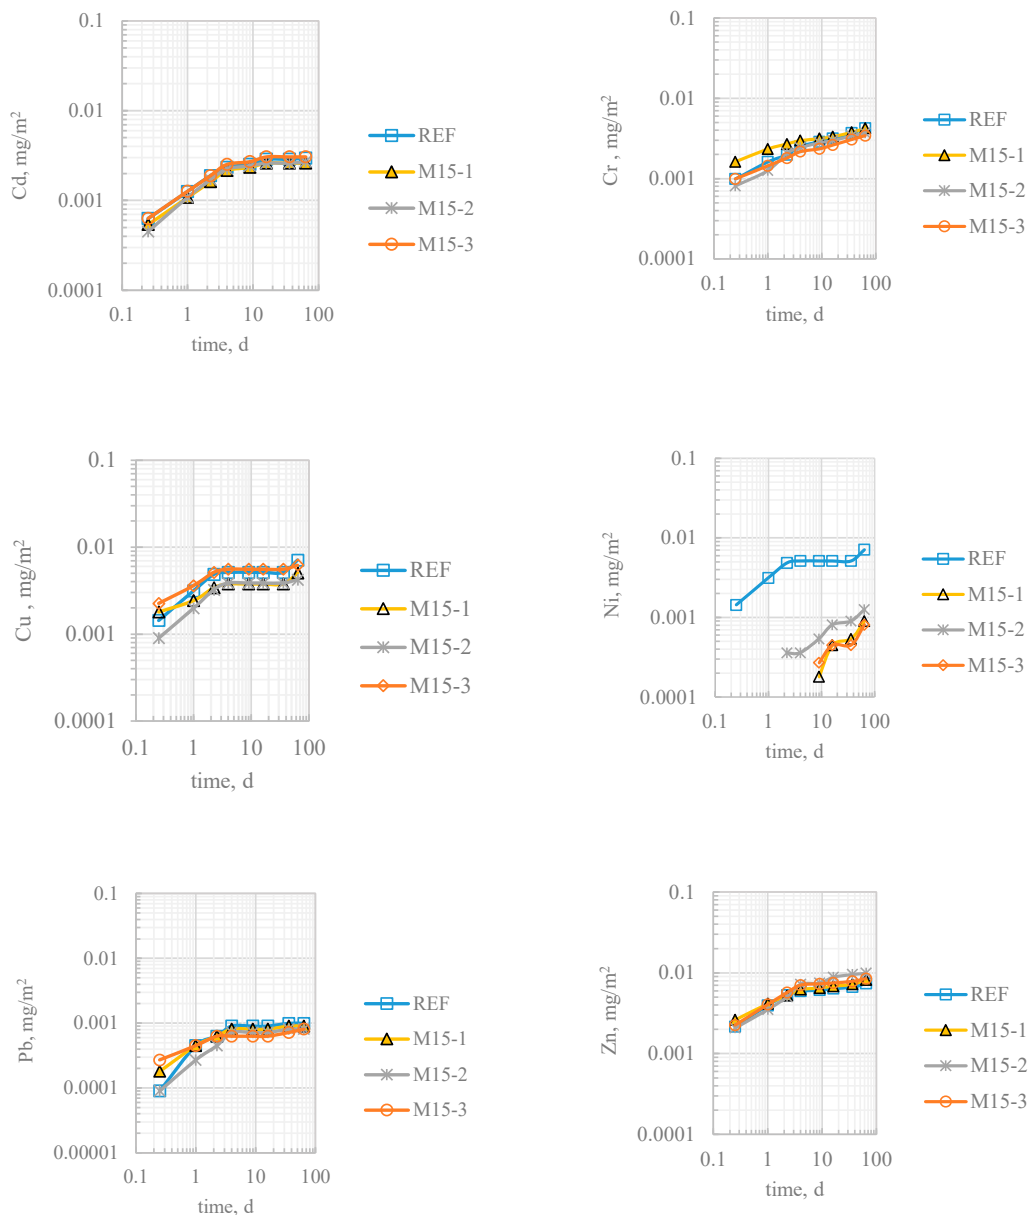 0.1
0.01
0.001
0.0001
Cd, mg/m²
0.1 1 10 100
time, d
REF
M15-1
M15-2
M15-3
0.1
0.01
0.001
0.0001
Cr , mg/m²
0.1 1 10 100
time, d
REF
M15-1
M15-2
M15-3
0.1
0.01
0.001
0.0001
Cu , mg/m²
0.1 1 10 100
time, d
REF
M15-1
M15-2
M15-3
0.1
0.01
0.001
0.0001
Ni, mg/m²
0.1 1 10 100
time, d
REF
M15-1
M15-2
M15-3
0.1
0.01
0.001
0.0001
0.00001
Pb, mg/m²
0.1 1 10 100
time, d
REF
M15-1
M15-2
M15-3
0.1
0.01
0.001
0.0001
Zn, mg/m²
0.1 1 10 100
time, d
REF
M15-1
M15-2
M15-3